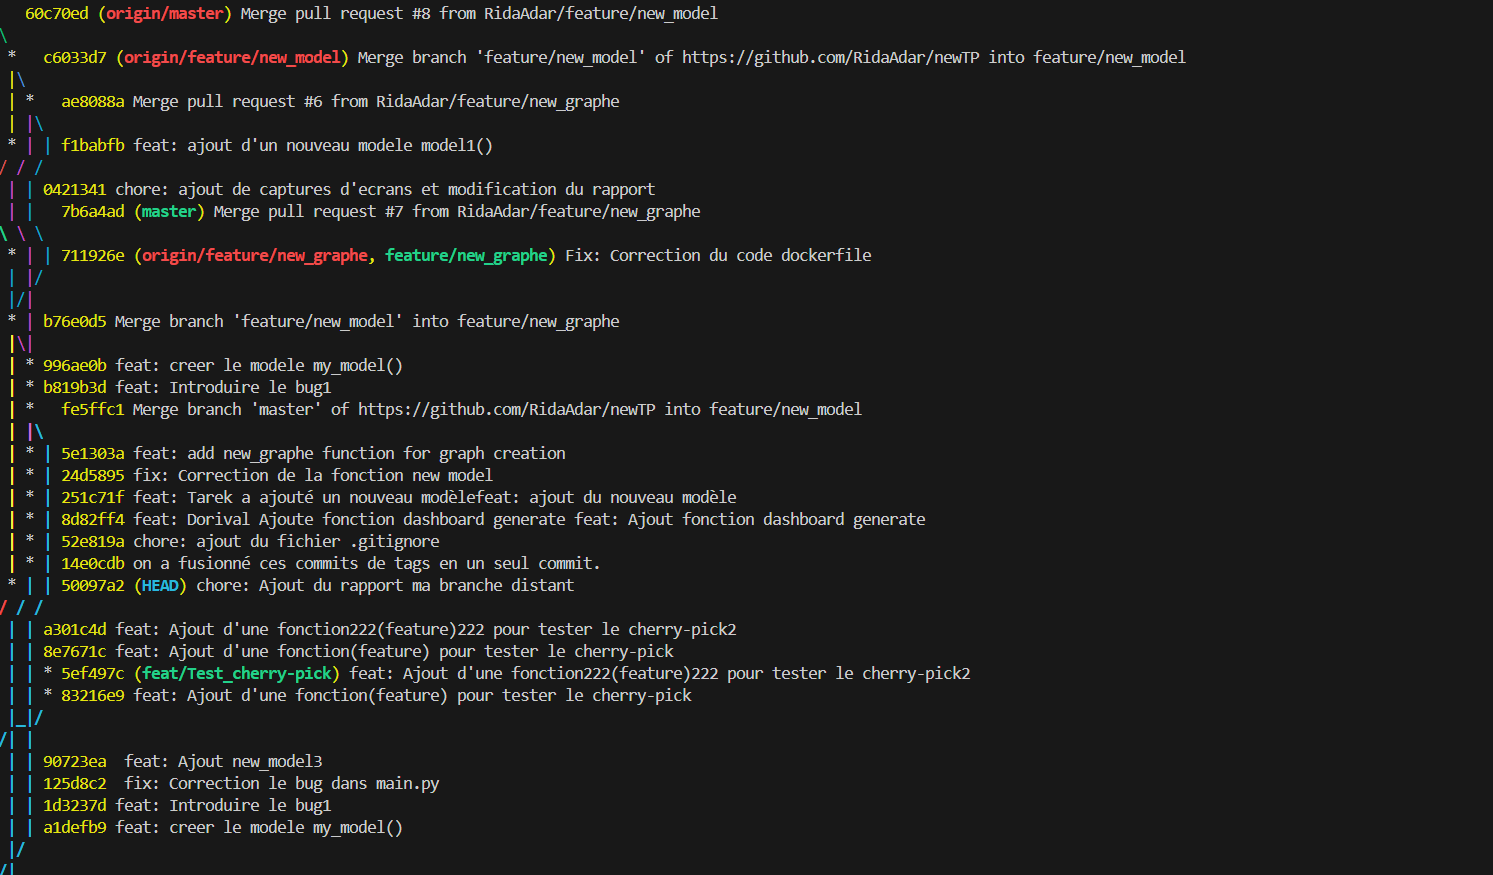 60c70ed (origin/master) Merge pull request #8 from RidaAdar/feature/new_model
\
*   c6033d7 (origin/feature/new_model) Merge branch 'feature/new_model' of https://github.com/RidaAdar/newTP into feature/new_model
|\
| *   ae8088a Merge pull request #6 from RidaAdar/feature/new_graphe
| |\
* | | f1babfb feat: ajout d'un nouveau modele model1()
/ / /
| | 0421341 chore: ajout de captures d'ecrans et modification du rapport
| |   7b6a4ad (master) Merge pull request #7 from RidaAdar/feature/new_graphe
\ \ \
* | | 711926e (origin/feature/new_graphe, feature/new_graphe) Fix: Correction du code dockerfile
| |/
|/|
* | b76e0d5 Merge branch 'feature/new_model' into feature/new_graphe
|\|
| * 996ae0b feat: creer le modele my_model()
| * b819b3d feat: Introduire le bug1
| *   fe5ffc1 Merge branch 'master' of https://github.com/RidaAdar/newTP into feature/new_model
| |\
| * | 5e1303a feat: add new_graphe function for graph creation
| * | 24d5895 fix: Correction de la fonction new model
| * | 251c71f feat: Tarek a ajouté un nouveau modèlefeat: ajout du nouveau modèle
| * | 8d82ff4 feat: Dorival Ajoute fonction dashboard generate feat: Ajout fonction dashboard generate
| * | 52e819a chore: ajout du fichier .gitignore
| * | 14e0cdb on a fusionné ces commits de tags en un seul commit.
* | | 50097a2 (HEAD) chore: Ajout du rapport ma branche distant
/ / /
| | a301c4d feat: Ajout d'une fonction222(feature)222 pour tester le cherry-pick2
| | 8e7671c feat: Ajout d'une fonction(feature) pour tester le cherry-pick
| | * 5ef497c (feat/Test_cherry-pick) feat: Ajout d'une fonction222(feature)222 pour tester le cherry-pick2
| | * 83216e9 feat: Ajout d'une fonction(feature) pour tester le cherry-pick
|_|/
/| |
| | 90723ea  feat: Ajout new_model3
| | 125d8c2  fix: Correction le bug dans main.py
| | 1d3237d feat: Introduire le bug1
| | a1defb9 feat: creer le modele my_model()
|/
/|